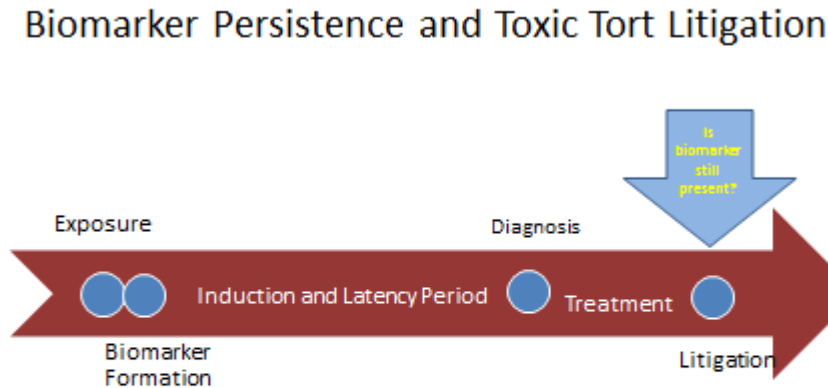 Biomarker Persistence and Toxic Tort Litigation
Is
biomarker
still
present?
Exposure
Diagnosis
Induction and Latency Period
Treatment
Biomarker
Formation
Litigation